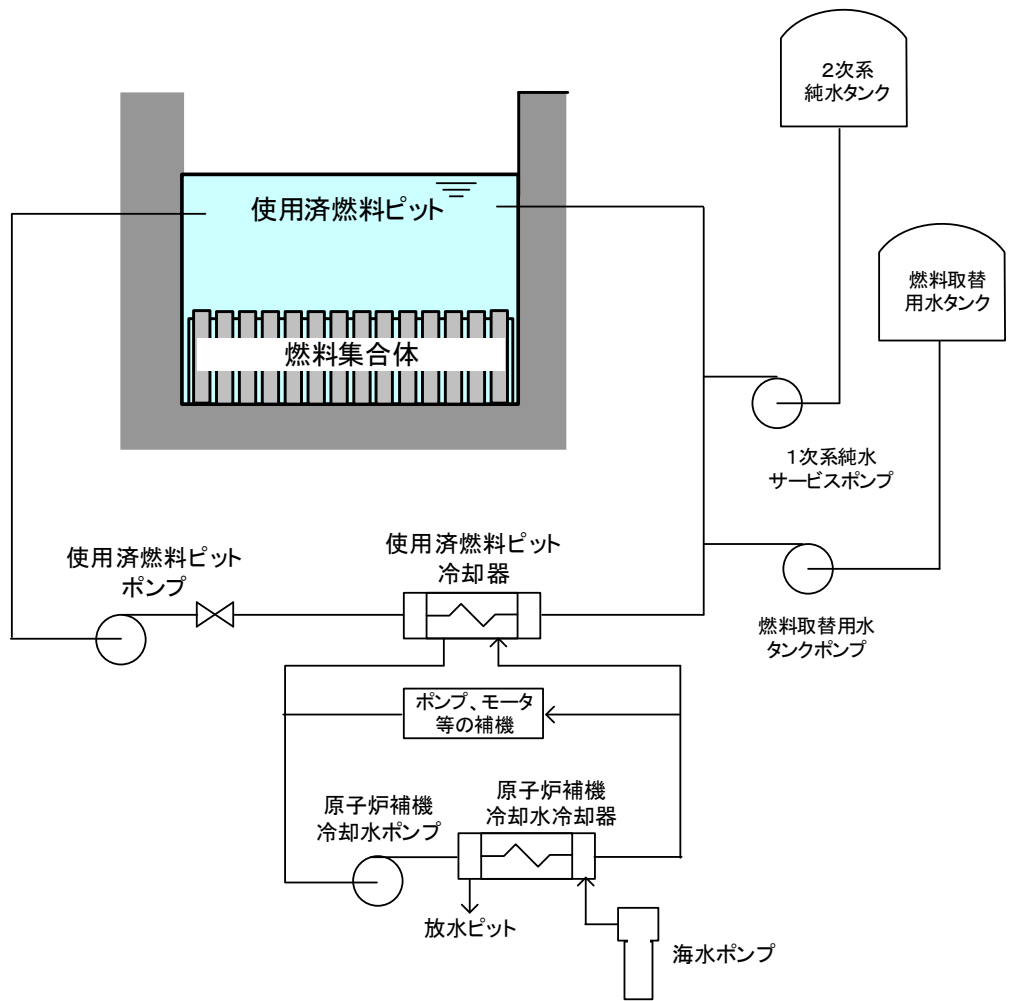 2次系
純水タンク
使用済燃料ピット
燃料取替
用水タンク
燃料集合体
1次系純水
サービスポンプ
使用済燃料ピット
ポンプ
使用済燃料ピット
冷却器
燃料取替用水
タンクポンプ
ポンプ、モータ
等の補機
原子炉補機
冷却水ポンプ
原子炉補機
冷却水冷却器
放水ピット
海水ポンプ